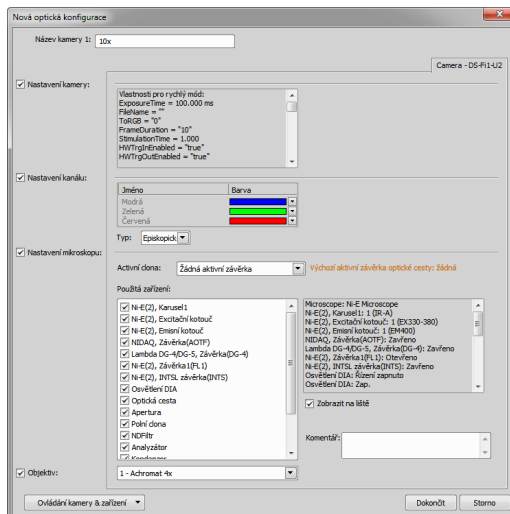 Nová optická konfigurace
Název kamery 1: 10x
Camera - DS-Fi1-U2
Nastavení kamery:
Vlastnosti pro rychlý mód:
ExposureTime = 100.000 ms
FileName = ""
ToRGB = "0"
FrameDuration = "10"
StimulationTime = 1.000
HWTrgInEnabled = "true"
HWTrgOutEnabled = "true"
Nastavení kanálu:
Jméno Barva
Modrá
Zelená
Červená
Typ: Episkopick
Nastavení mikroskopu:
Activní clona: Žádná aktivní závěrka Výchozí aktivní závěrka optické cesty: žádná
Použitá zařízení:
Ni-E(2), Karusel1
Ni-E(2), Excitační kotouč
Ni-E(2), Emisní kotouč
NIDAQ, Závěrka(AOTF)
Lambda DG-4/DG-5, Závěrka(DG-4)
Ni-E(2), Závěrka1(FL1)
Ni-E(2), INTSL závěrka(INTS)
Osvětlení DIA
Optická cesta
Apertura
Polní clona
NDFiltr
Analyzátor
Kondenzor
Microscope: Ni-E Microscope
Ni-E(2), Karusel1: 1 (IR-A)
Ni-E(2), Excitační kotouč: 1 (EX330-380)
Ni-E(2), Emisní kotouč: 1 (EM400)
NIDAQ, Závěrka(AOTF): Zavřeno
Lambda DG-4/DG-5, Závěrka(DG-4): Zavřeno
Ni-E(2), Závěrka1(FL1): Otevřeno
Ni-E(2), INTSL závěrka(INTS): Zavřeno
Osvětlení DIA: Řízení zapnuto
Osvětlení DIA: Zap.
Zobrazit na liště
Komentář:
Objektiv: 1 - Achromat 4x
Ovládání kamery & zařízení Dokončit Storno